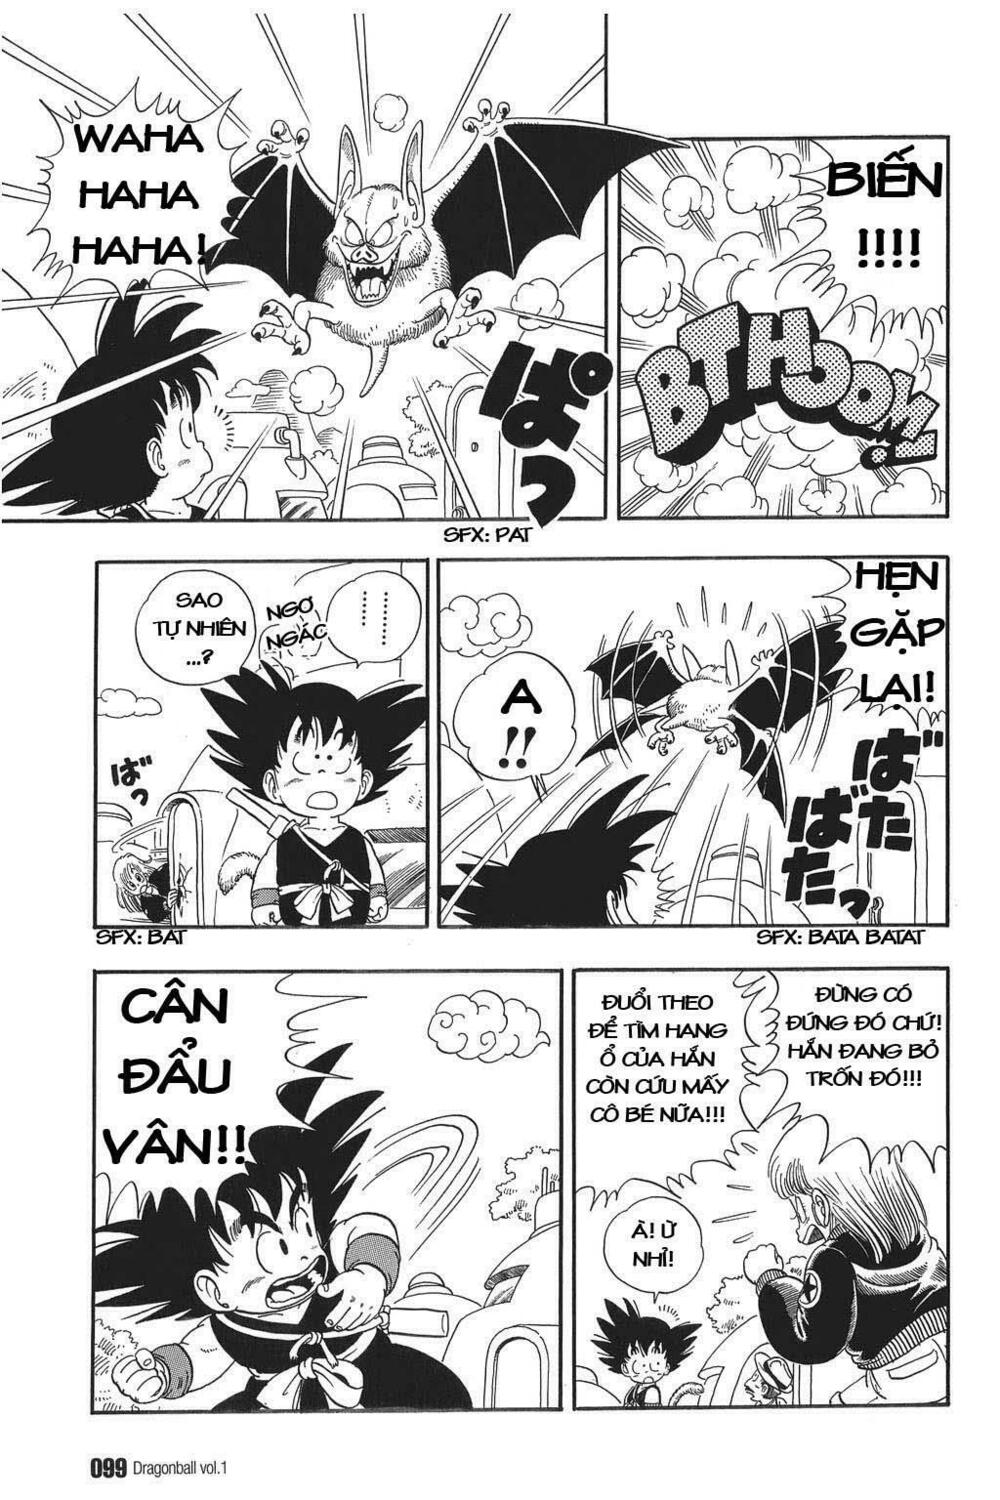 BIẾN
!!!!
BTHOOM!
WAHA
HAHA
HAHA!
ぱっ
SFX: PAT
HẸN
GẶP
LẠI!
A
!!
ばた
ばたっ
SFX: BATA BATAT
⋮⋮
NGƠ
NGÁC
SAO
TỰ NHIÊN
...?
ばっ
SFX: BAT
ĐỪNG CÓ
ĐỨNG ĐÓ CHỨ!
HẮN ĐANG BỎ
TRỐN ĐÓ!!!
ĐUỔI THEO
ĐỂ TÌM HANG
Ổ CỦA HẮN
CÒN CỨU MẤY
CÔ BÉ NỮA!!!
À! Ừ
NHỈ!
CÂN
ĐẨU
VÂN!!
099 Dragonball vol.1